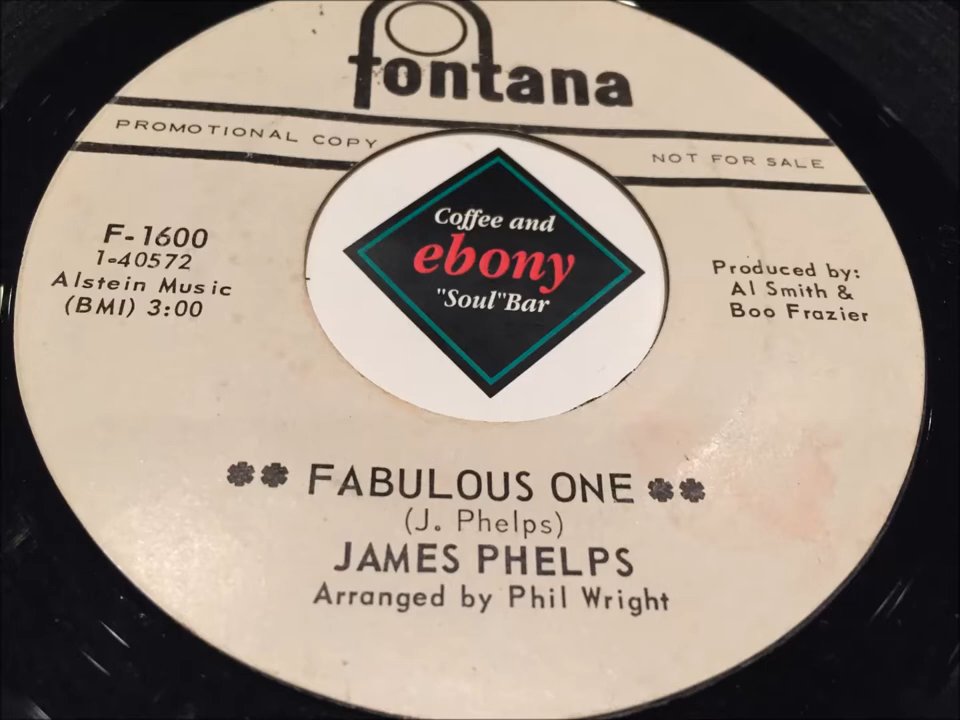 fontana
PROMOTIONAL COPY
NOT FOR SALE
F-1600
1-40572
Alstein Music
(BMI) 3:00
Coffee and
ebony
"Soul"Bar
Produced by:
Al Smith &
Boo Frazier
** FABULOUS ONE **
(J. Phelps)
JAMES PHELPS
Arranged by Phil Wright